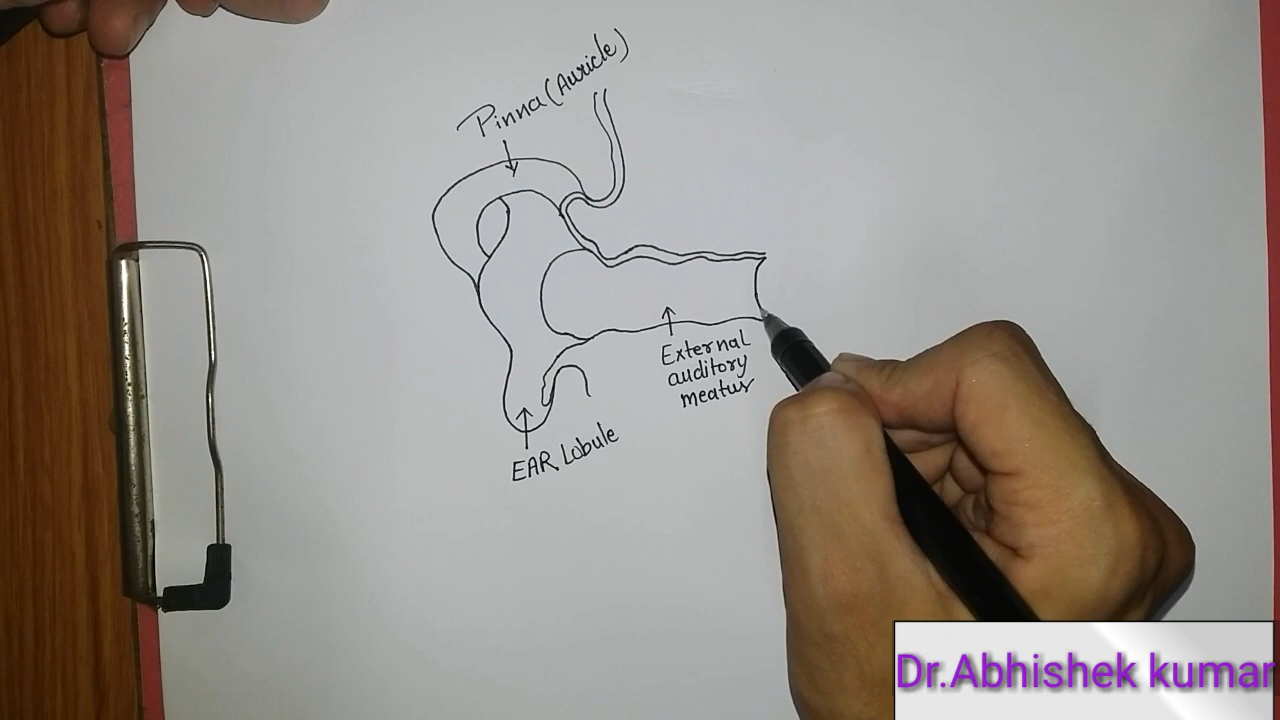 Pinna (Auricle)
External
auditory
meatus
EAR Lobule
Dr.Abhishek kumar